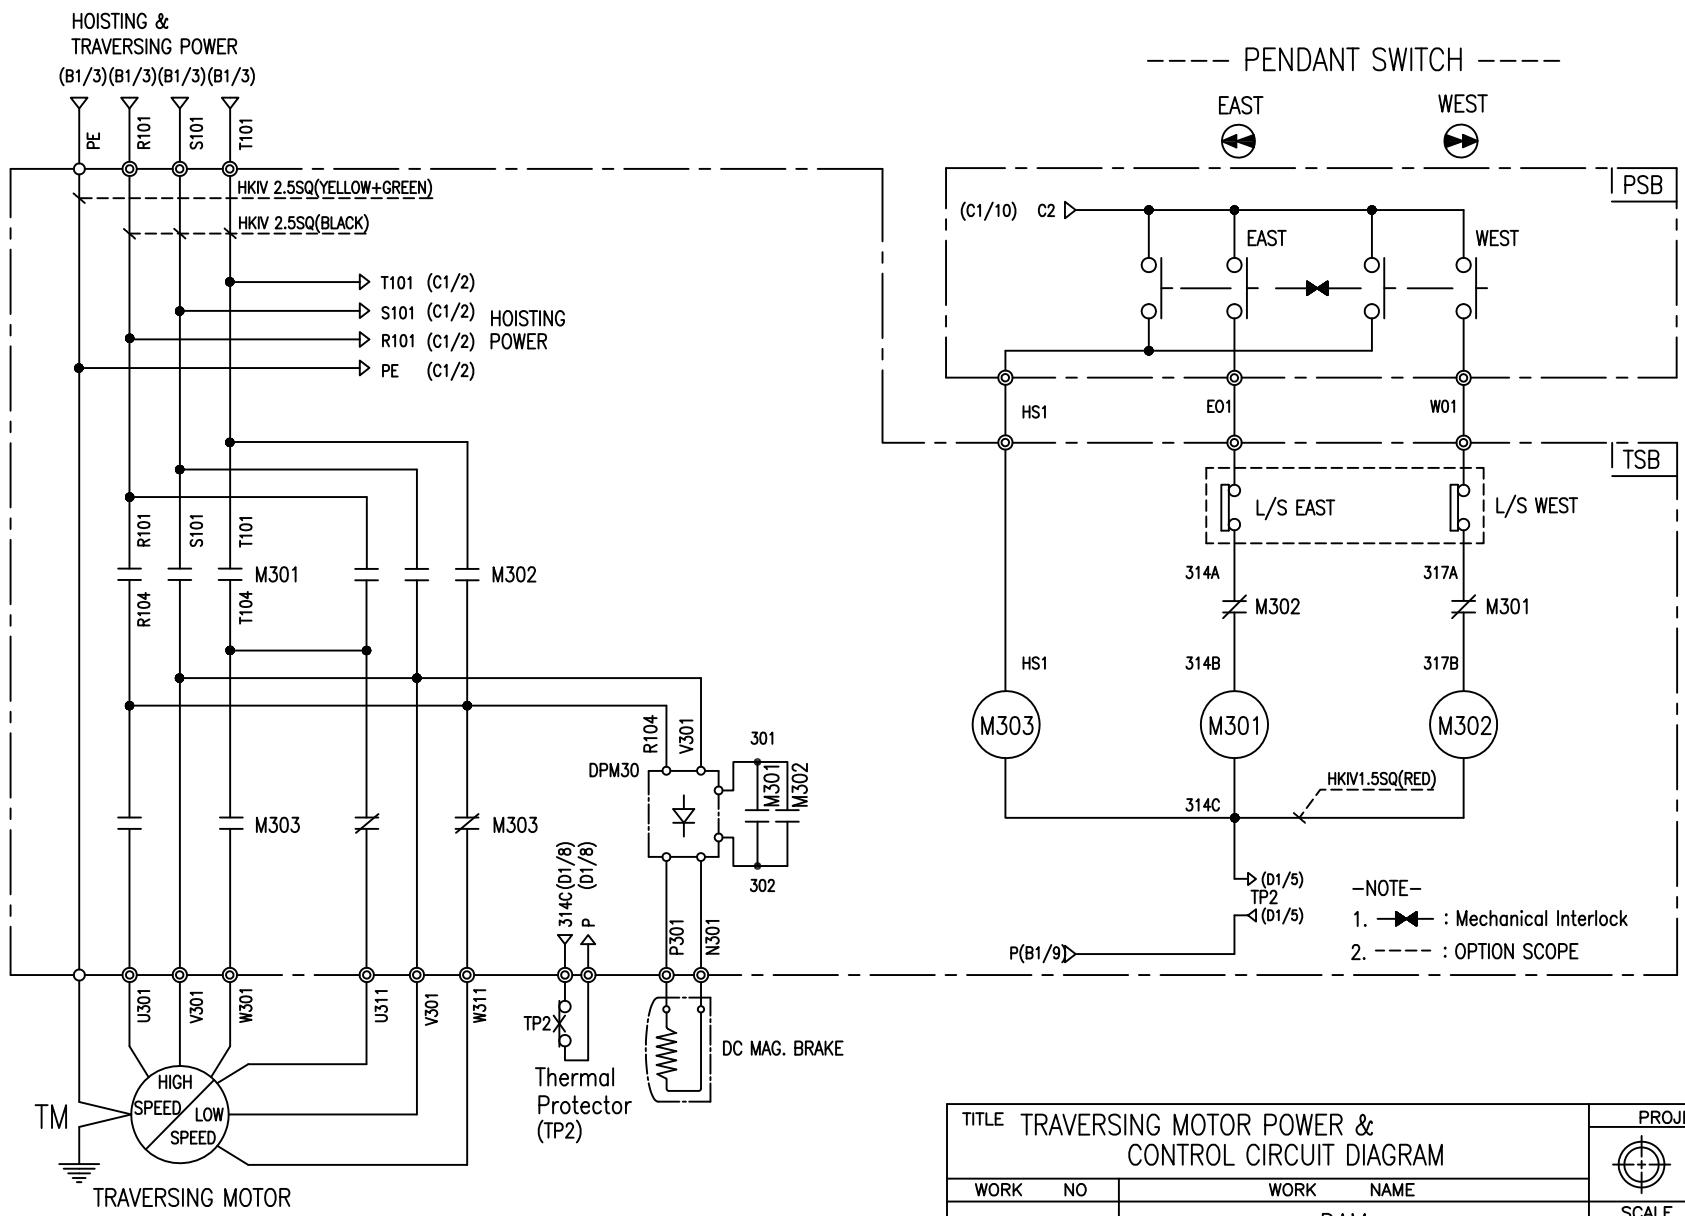 HOISTING &
TRAVERSING POWER
(B1/3)(B1/3)(B1/3)(B1/3)
PE
R101
S101
T101
HKIV 2.5SQ(YELLOW+GREEN)
HKIV 2.5SQ(BLACK)
T101 (C1/2)
S101 (C1/2)
R101 (C1/2)
PE (C1/2)
HOISTING
POWER
R101
S101
T101
M301
M302
R104
T104
M303
M303
R104
V301
DPM30
301
M301
M302
302
314C(D1/8)
P (D1/8)
P301
N301
U301
V301
W301
U311
V301
W311
TP2
DC MAG. BRAKE
Thermal
Protector
(TP2)
HIGH
SPEED
LOW
SPEED
TM
TRAVERSING MOTOR
PENDANT SWITCH
EAST
WEST
PSB
(C1/10) C2
EAST
WEST
HS1
E01
W01
TSB
L/S EAST
L/S WEST
314A
317A
M302
M301
HS1
314B
317B
M303
M301
M302
HKIV1.5SQ(RED)
314C
(D1/5)
TP2
(D1/5)
P(B1/9)
-NOTE-
1. : Mechanical Interlock
2. ---- : OPTION SCOPE
TITLE TRAVERSING MOTOR POWER &
CONTROL CIRCUIT DIAGRAM
WORK NO
WORK NAME
SCALE